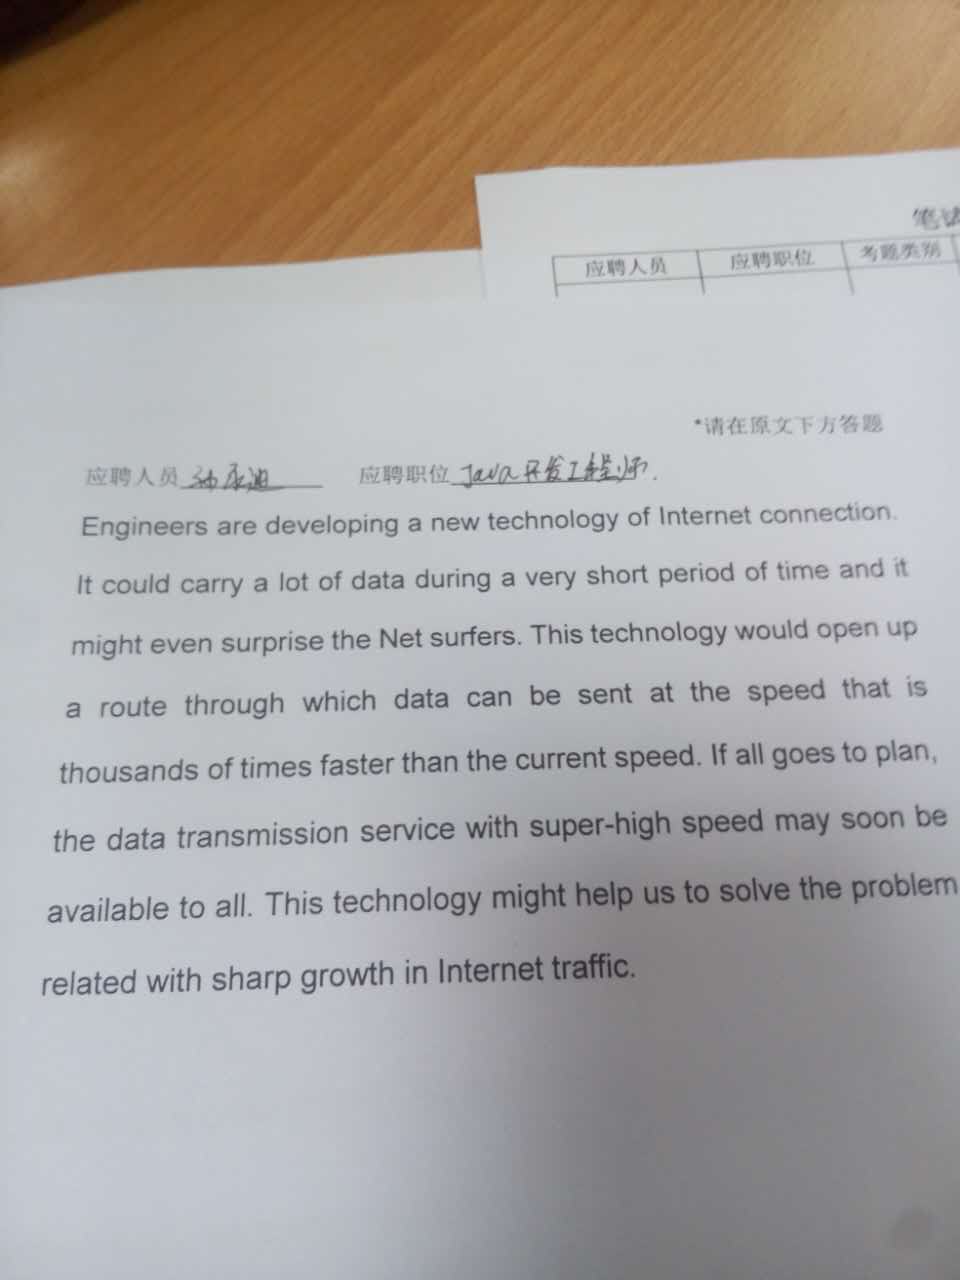 笔试
应聘人员 应聘职位 考题类别
*请在原文下方答题
应聘人员 应聘职位 Java开发工程师.
Engineers are developing a new technology of Internet connection.
It could carry a lot of data during a very short period of time and it
might even surprise the Net surfers. This technology would open up
a route through which data can be sent at the speed that is
thousands of times faster than the current speed. If all goes to plan,
the data transmission service with super-high speed may soon be
available to all. This technology might help us to solve the problem
related with sharp growth in Internet traffic.